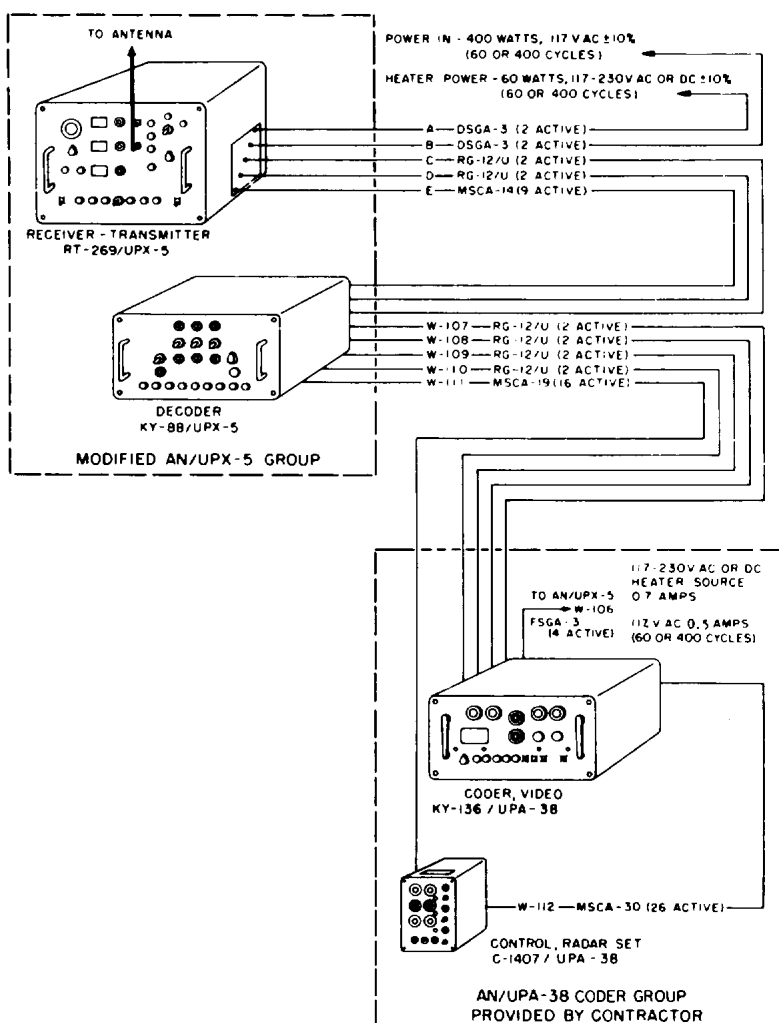 TO ANTENNA
POWER IN - 400 WATTS, 117 V AC ±10%
(60 OR 400 CYCLES)
HEATER POWER - 60 WATTS, 117-230V AC OR DC ±10%
(60 OR 400 CYCLES)
A - DSGA-3 (2 ACTIVE)
B - DSGA-3 (2 ACTIVE)
C - RG-12/U (2 ACTIVE)
D - RG-12/U (2 ACTIVE)
E - MSCA-14 (9 ACTIVE)
RECEIVER - TRANSMITTER
RT-269/UPX-5
W-107 - RG-12/U (2 ACTIVE)
W-108 - RG-12/U (2 ACTIVE)
W-109 - RG-12/U (2 ACTIVE)
W-110 - RG-12/U (2 ACTIVE)
W-111 - MSCA-19 (16 ACTIVE)
DECODER
KY-88/UPX-5
MODIFIED AN/UPX-5 GROUP
117-230V AC OR DC
HEATER SOURCE
0.7 AMPS
TO AN/UPX-5
W-106
FSGA-3
(4 ACTIVE)
112 V AC 0.5 AMPS
(60 OR 400 CYCLES)
CODER, VIDEO
KY-136 / UPA-38
W-112 - MSCA-30 (26 ACTIVE)
CONTROL, RADAR SET
C-1407 / UPA - 38
AN/UPA-38 CODER GROUP
PROVIDED BY CONTRACTOR